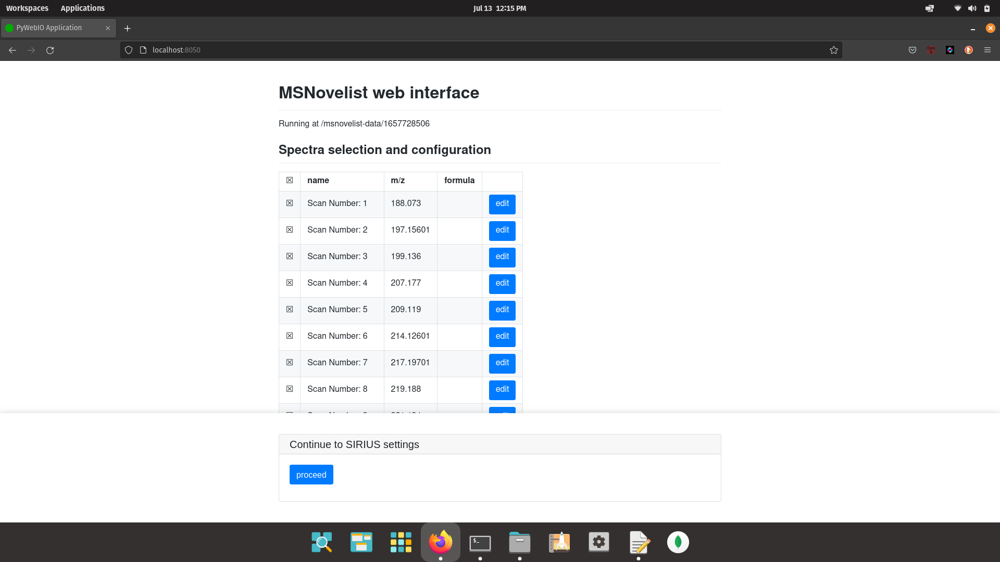 Workspaces Applications Jul 13 12:15 PM
PyWebIO Application
localhost:8050
MSNovelist web interface
Running at /msnovelist-data/1657728506
Spectra selection and configuration
☒ name m/z formula
☒ Scan Number: 1 188.073 edit
☒ Scan Number: 2 197.15601 edit
☒ Scan Number: 3 199.136 edit
☒ Scan Number: 4 207.177 edit
☒ Scan Number: 5 209.119 edit
☒ Scan Number: 6 214.12601 edit
☒ Scan Number: 7 217.19701 edit
☒ Scan Number: 8 219.188 edit
Continue to SIRIUS settings
proceed